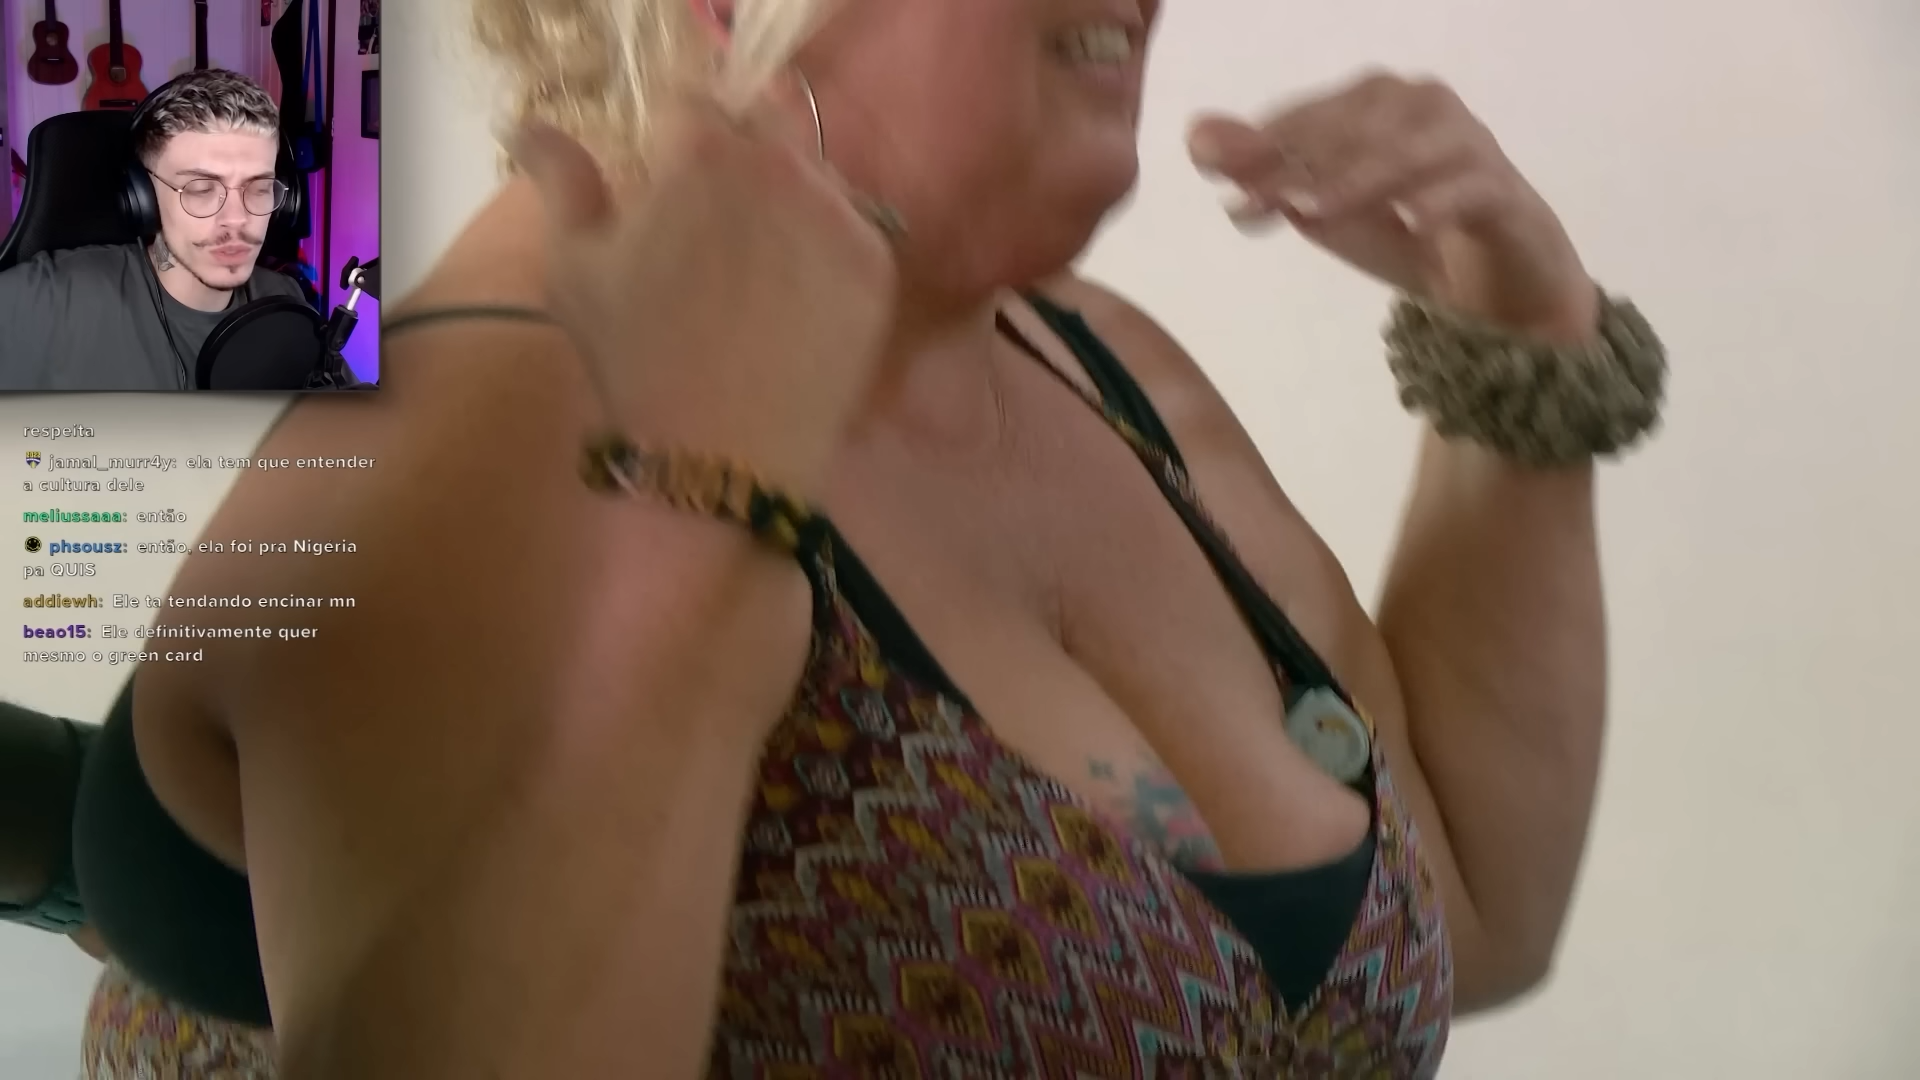 respeita
jamal_murr4y: ela tem que entender
a cultura dele
meliussaaa: então
phsousz: então, ela foi pra Nigeria
pa QUIS
addiewh: Ele ta tendando encinar mn
beao15: Ele definitivamente quer
mesmo o green card